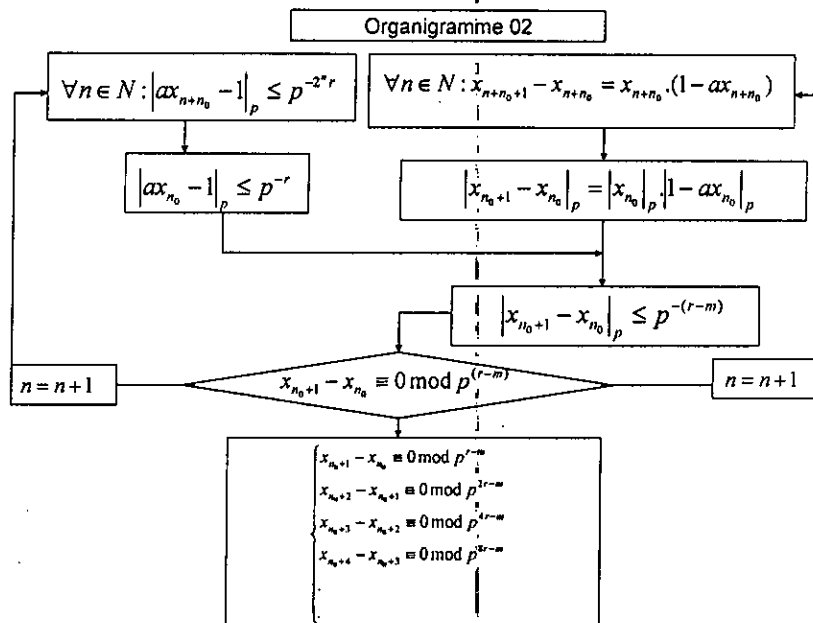 Organigramme 02
∀n ∈ N : |ax_{n+n_0} − 1|_p ≤ p^{−2^n r}
∀n ∈ N : x_{n+n_0+1} − x_{n+n_0} = x_{n+n_0}.(1 − ax_{n+n_0})
|ax_{n_0} − 1|_p ≤ p^{−r}
|x_{n_0+1} − x_{n_0}|_p = |x_{n_0}|_p.|1 − ax_{n_0}|_p
|x_{n_0+1} − x_{n_0}|_p ≤ p^{−(r−m)}
n = n+1
x_{n_0+1} − x_{n_0} ≡ 0 mod p^{(r−m)}
n = n+1
x_{n_0+1} − x_{n_0} ≡ 0 mod p^{r−m}
x_{n_0+2} − x_{n_0+1} ≡ 0 mod p^{2r−m}
x_{n_0+3} − x_{n_0+2} ≡ 0 mod p^{4r−m}
x_{n_0+4} − x_{n_0+3} ≡ 0 mod p^{8r−m}
.